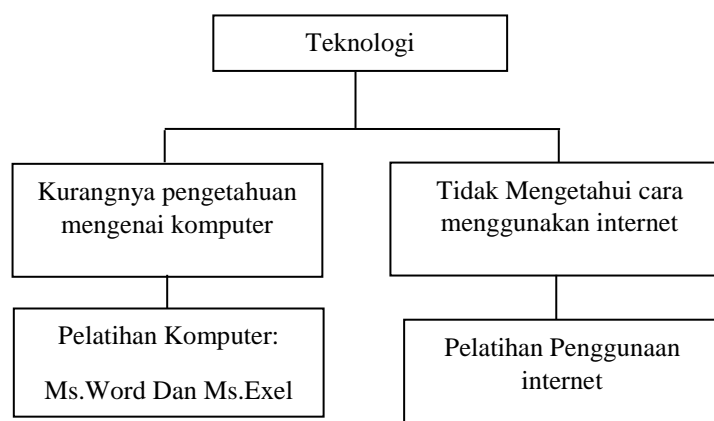 Teknologi
Kurangnya pengetahuan
mengenai komputer
Tidak Mengetahui cara
menggunakan internet
Pelatihan Komputer:
Ms.Word Dan Ms.Exel
Pelatihan Penggunaan
internet